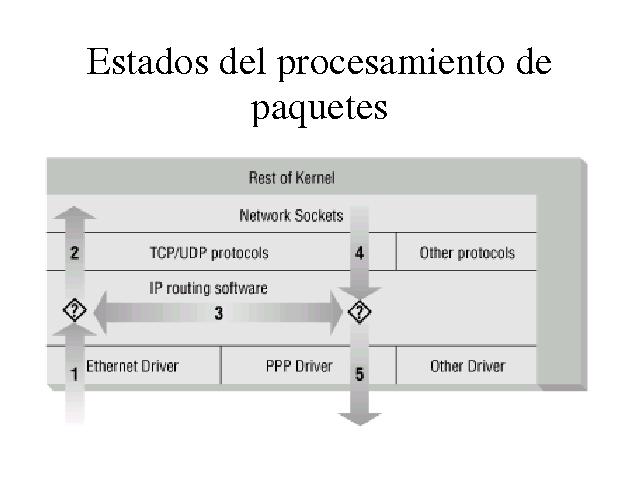 Estados del procesamiento de
paquetes
Rest of Kernel
Network Sockets
2 TCP/UDP protocols 4 Other protocols
IP routing software
? 3 ?
1 Ethernet Driver PPP Driver 5 Other Driver